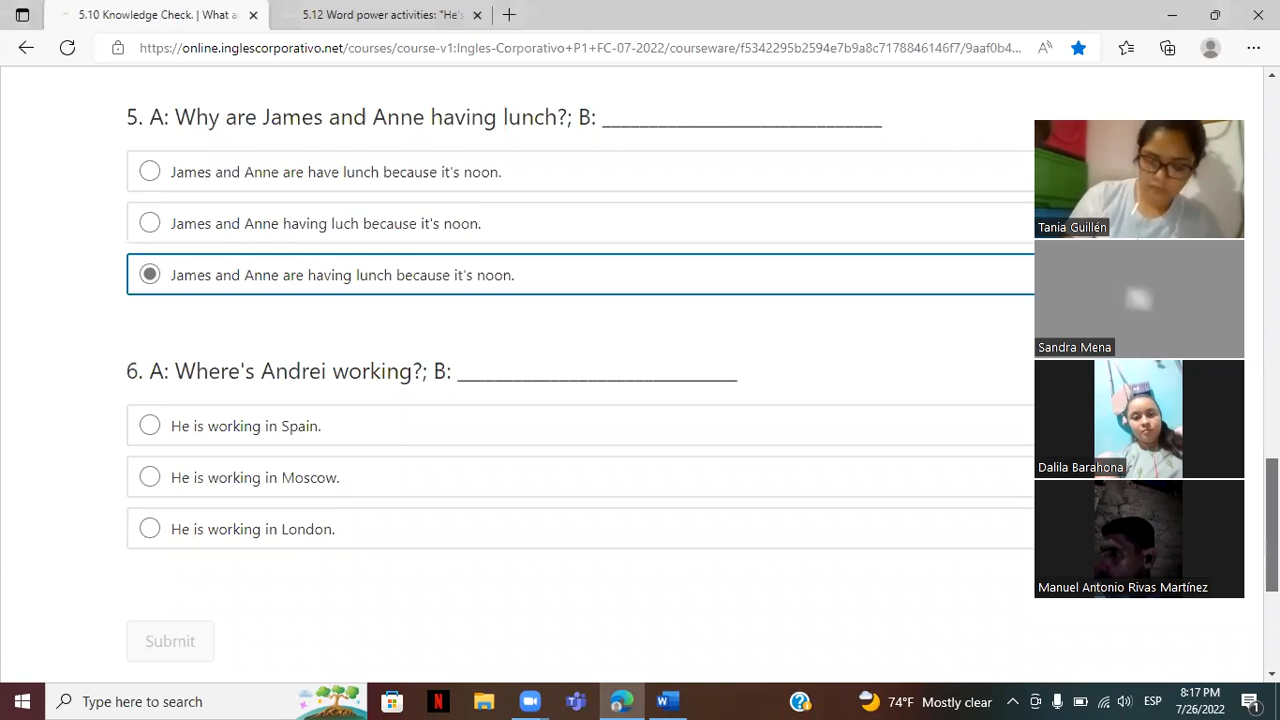 5.10 Knowledge Check. | What a
5.12 Word power activities: "He's
https://online.inglescorporativo.net/courses/course-v1:Ingles-Corporativo+P1+FC-07-2022/courseware/f5342295b2594e7b9a8c7178846146f7/9aaf0b4...
5. A: Why are James and Anne having lunch?; B: ______________________________
James and Anne are have lunch because it's noon.
James and Anne having luch because it's noon.
James and Anne are having lunch because it's noon.
6. A: Where's Andrei working?; B: ______________________________
He is working in Spain.
He is working in Moscow.
He is working in London.
Submit
Tania Guillén
Sandra Mena
Dalila Barahona
Manuel Antonio Rivas Martínez
Type here to search
74°F Mostly clear
ESP
8:17 PM
7/26/2022